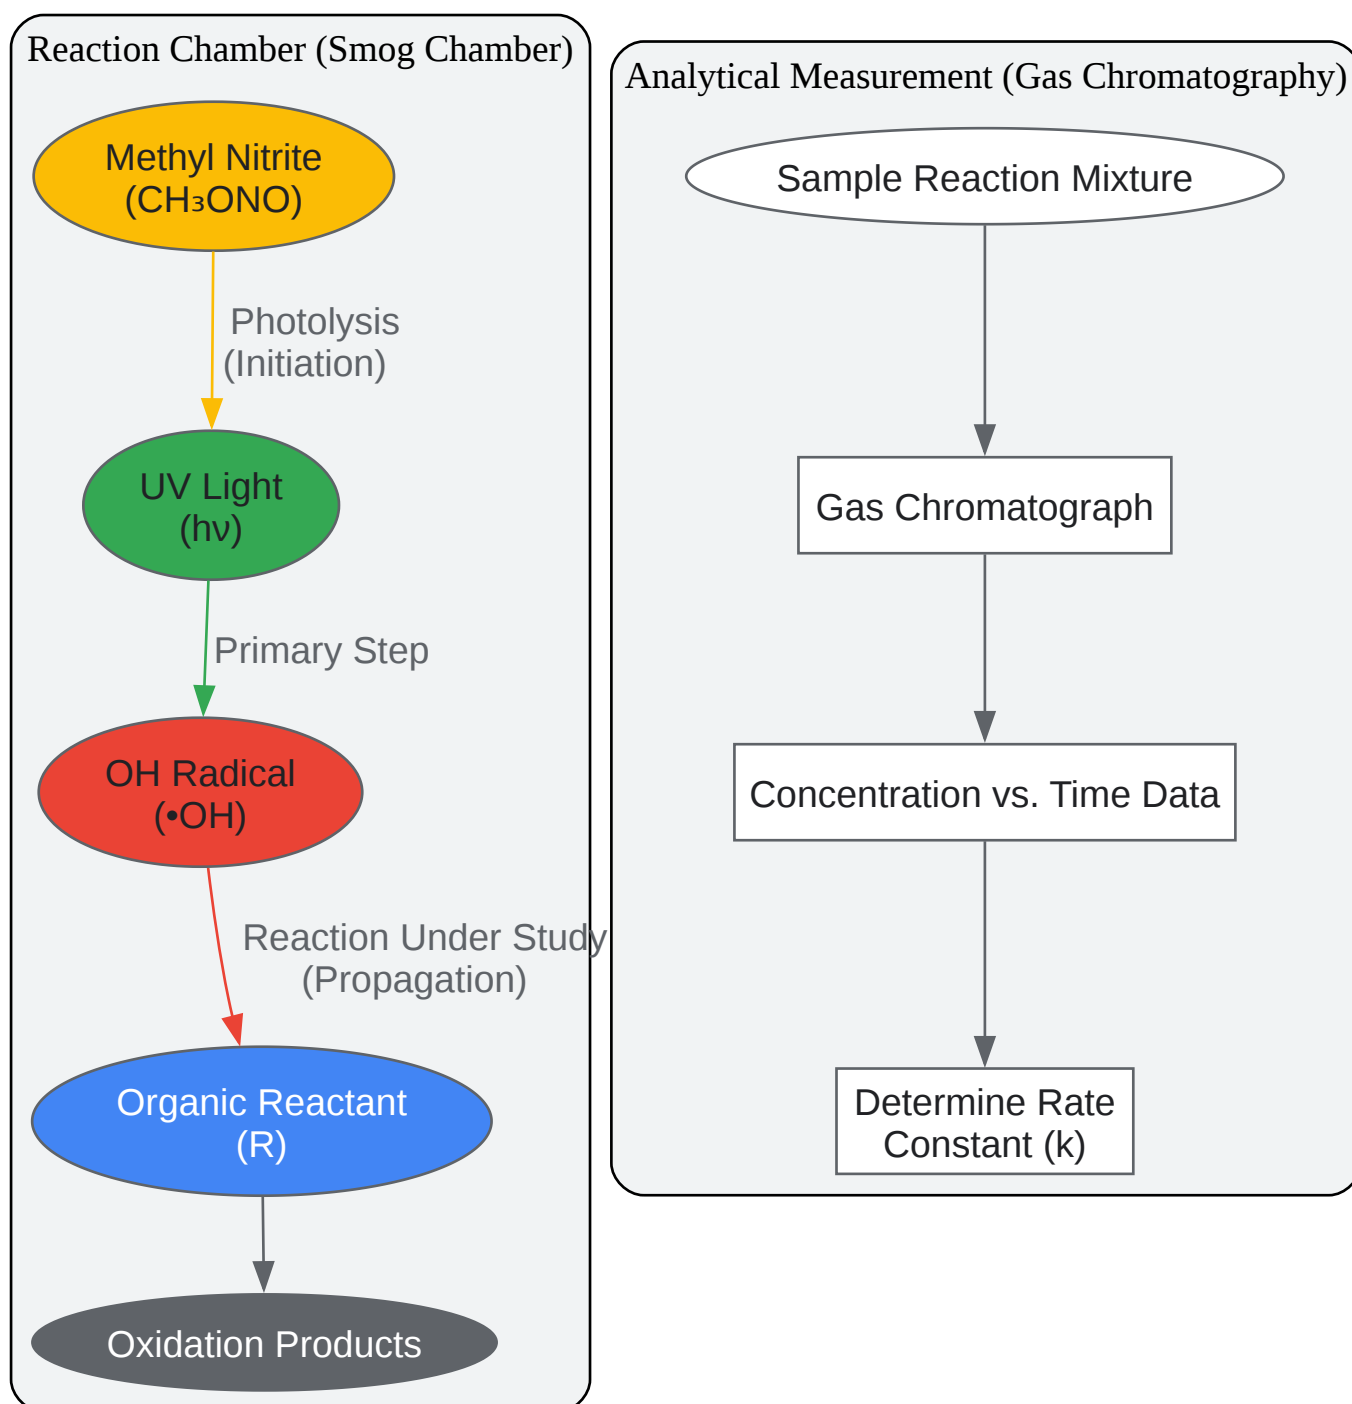 Reaction Chamber (Smog Chamber)
Methyl Nitrite
(CH₃ONO)
Photolysis
(Initiation)
UV Light
(hν)
Primary Step
OH Radical
(•OH)
Reaction Under Study
(Propagation)
Organic Reactant
(R)
Oxidation Products
Analytical Measurement (Gas Chromatography)
Sample Reaction Mixture
Gas Chromatograph
Concentration vs. Time Data
Determine Rate
Constant (k)